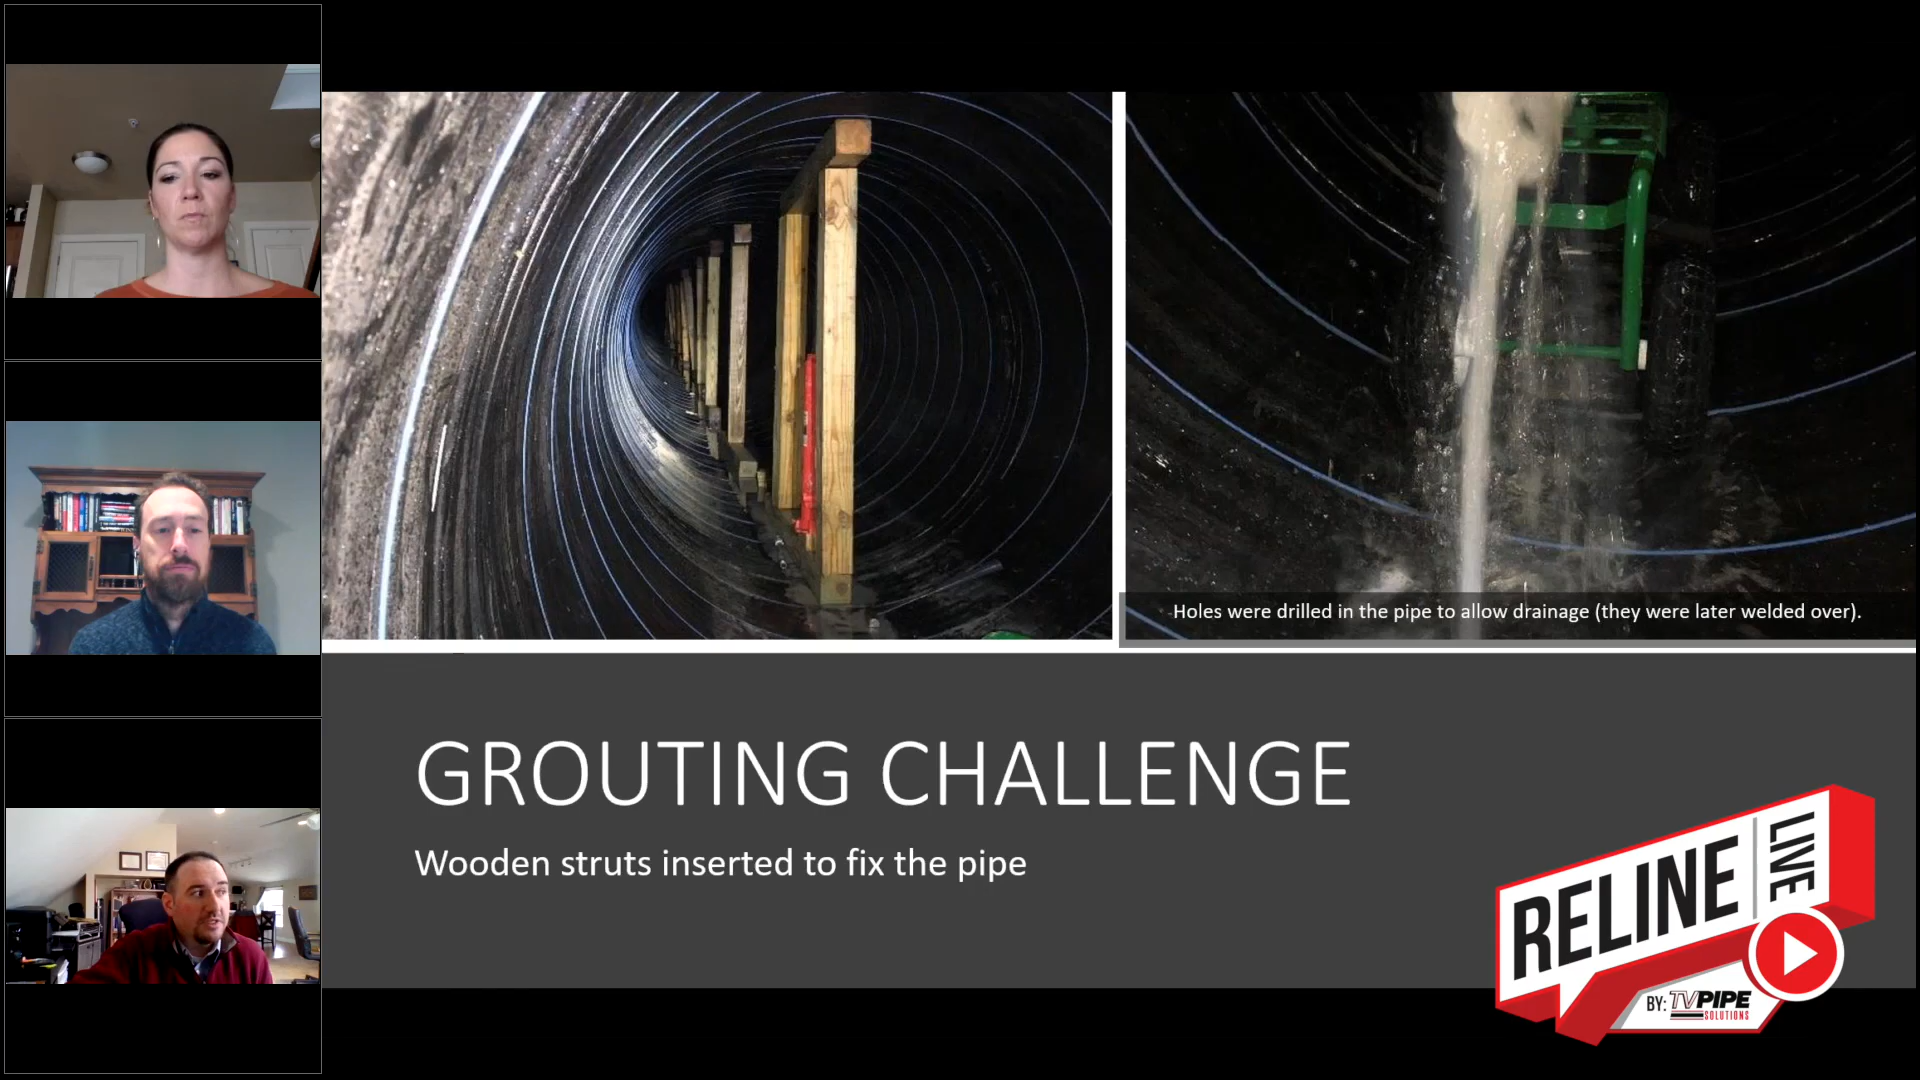 Holes were drilled in the pipe to allow drainage (they were later welded over).
GROUTING CHALLENGE
Wooden struts inserted to fix the pipe
RELINE
LIVE
BY: TVPIPE
SOLUTIONS